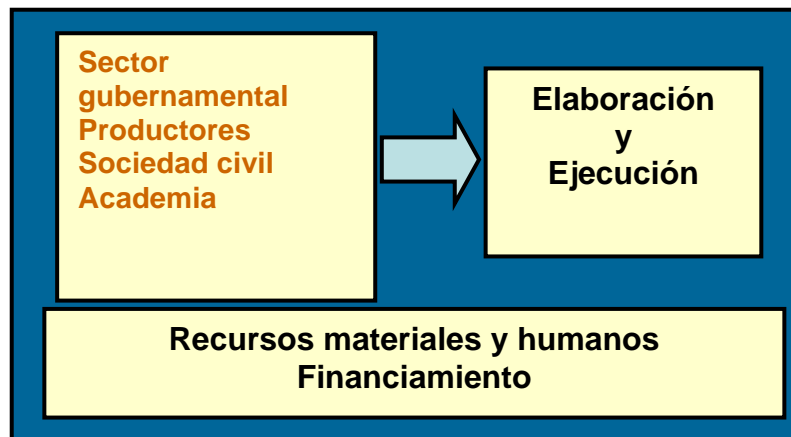 Sector
gubernamental
Productores
Sociedad civil
Academia
Elaboración
y
Ejecución
Recursos materiales y humanos
Financiamiento